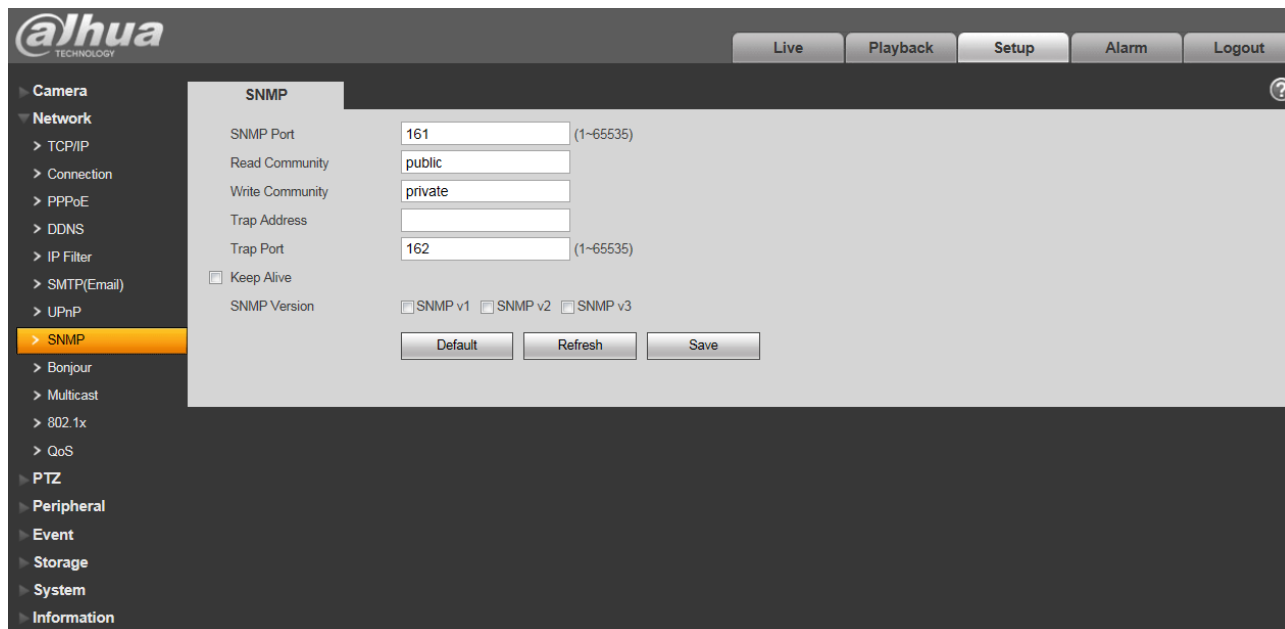 alhua
TECHNOLOGY
Live Playback Setup Alarm Logout
Camera
Network
> TCP/IP
> Connection
> PPPoE
> DDNS
> IP Filter
> SMTP(Email)
> UPnP
> SNMP
> Bonjour
> Multicast
> 802.1x
> QoS
PTZ
Peripheral
Event
Storage
System
Information
SNMP
?
SNMP Port 161 (1~65535)
Read Community public
Write Community private
Trap Address
Trap Port 162 (1~65535)
Keep Alive
SNMP Version SNMP v1 SNMP v2 SNMP v3
Default Refresh Save